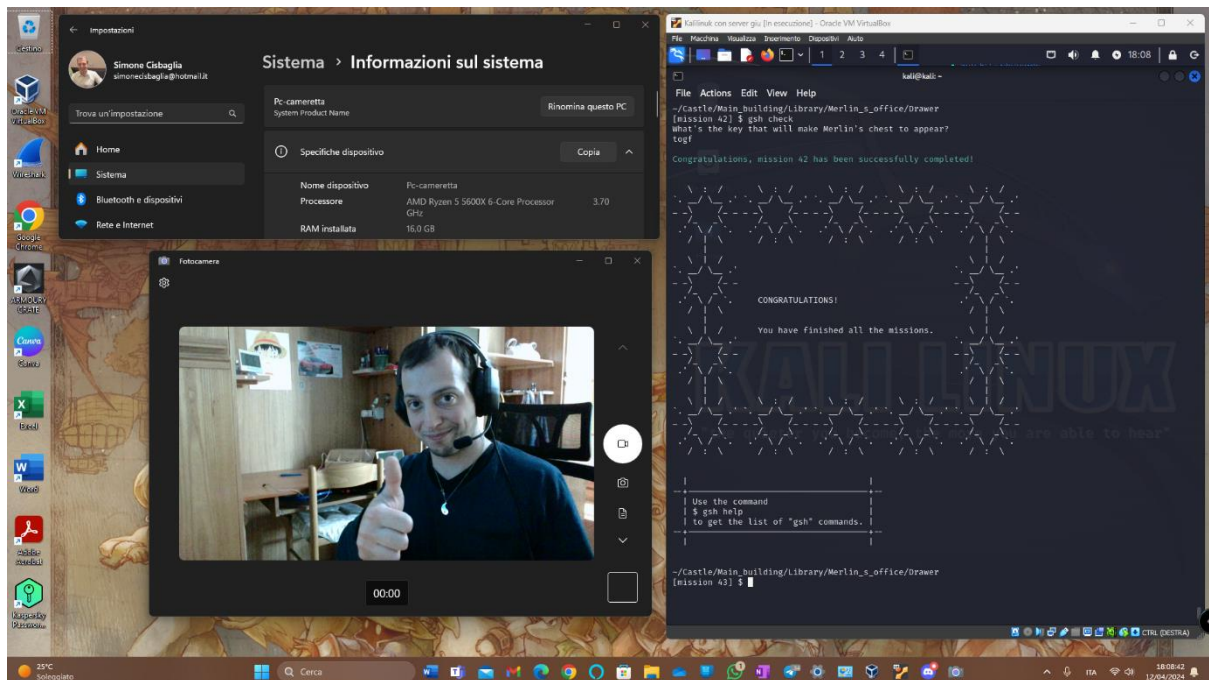 Cestino
Oracle VM
VirtualBox
Wireshark
Google
Chrome
ARMOURY
CRATE
Canva
Canva
Excel
Word
Adobe
Acrobat
Kaspersky
Passwor...
Impostazioni
Simone Cisbaglia
simonecisbaglia@hotmail.it
Trova un'impostazione
Home
Sistema
Bluetooth e dispositivi
Rete e Internet
Sistema > Informazioni sul sistema
Pc-cameretta
System Product Name
Rinomina questo PC
Specifiche dispositivo
Copia
Nome dispositivo Pc-cameretta
Processore AMD Ryzen 5 5600X 6-Core Processor 3.70
GHz
RAM installata 16,0 GB
Fotocamera
00:00
Kalilinuk con server giu [In esecuzione] - Oracle VM VirtualBox
File Macchina Visualizza Inserimento Dispositivi Aiuto
1 2 3 4
18:08
kali@kali: ~
File Actions Edit View Help
~/Castle/Main_building/Library/Merlin_s_office/Drawer
[mission 42] $ gsh check
What's the key that will make Merlin's chest to appear?
togf
Congratulations, mission 42 has been successfully completed!
CONGRATULATIONS!
You have finished all the missions.
KALI LINUX
Use the command
$ gsh help
to get the list of "gsh" commands.
~/Castle/Main_building/Library/Merlin_s_office/Drawer
[mission 43] $
CTRL (DESTRA)
25°C
Soleggiato
Cerca
ITA
18:08:42
12/04/2024